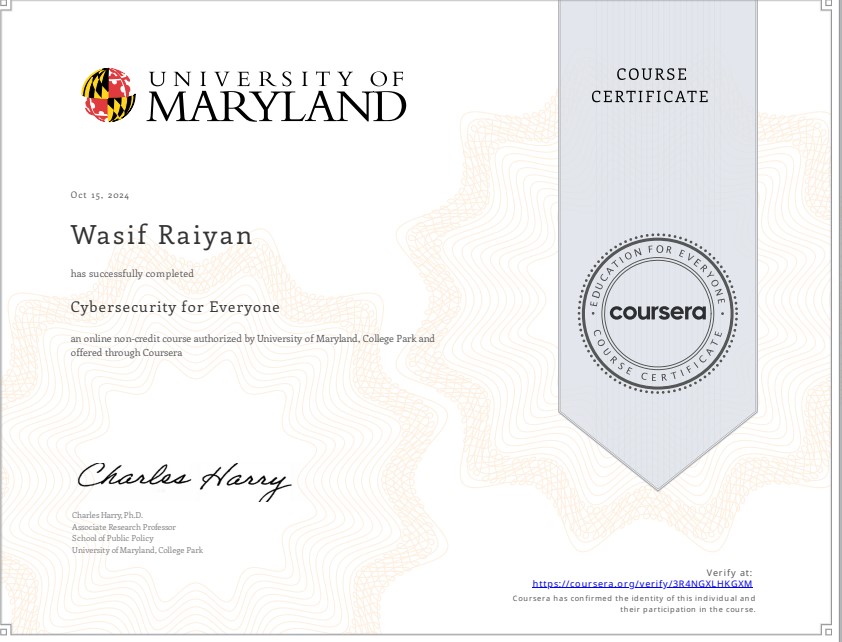 UNIVERSITY OF
MARYLAND
COURSE
CERTIFICATE
Oct 15, 2024
Wasif Raiyan
has successfully completed
Cybersecurity for Everyone
an online non-credit course authorized by University of Maryland, College Park and
offered through Coursera
EDUCATION FOR EVERYONE
coursera
COURSE CERTIFICATE
Charles Harry
Charles Harry, Ph.D.
Associate Research Professor
School of Public Policy
University of Maryland, College Park
Verify at:
https://coursera.org/verify/3R4NGXLHKGXM
Coursera has confirmed the identity of this individual and
their participation in the course.